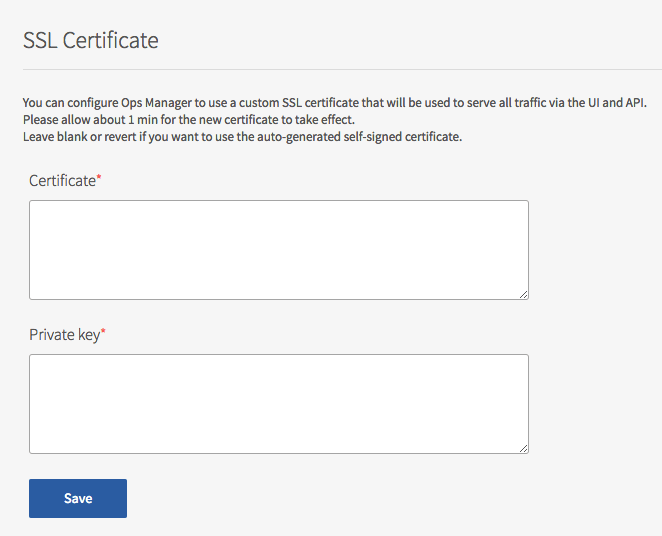 SSL Certificate
You can configure Ops Manager to use a custom SSL certificate that will be used to serve all traffic via the UI and API.
Please allow about 1 min for the new certificate to take effect.
Leave blank or revert if you want to use the auto-generated self-signed certificate.
Certificate*
Private key*
Save